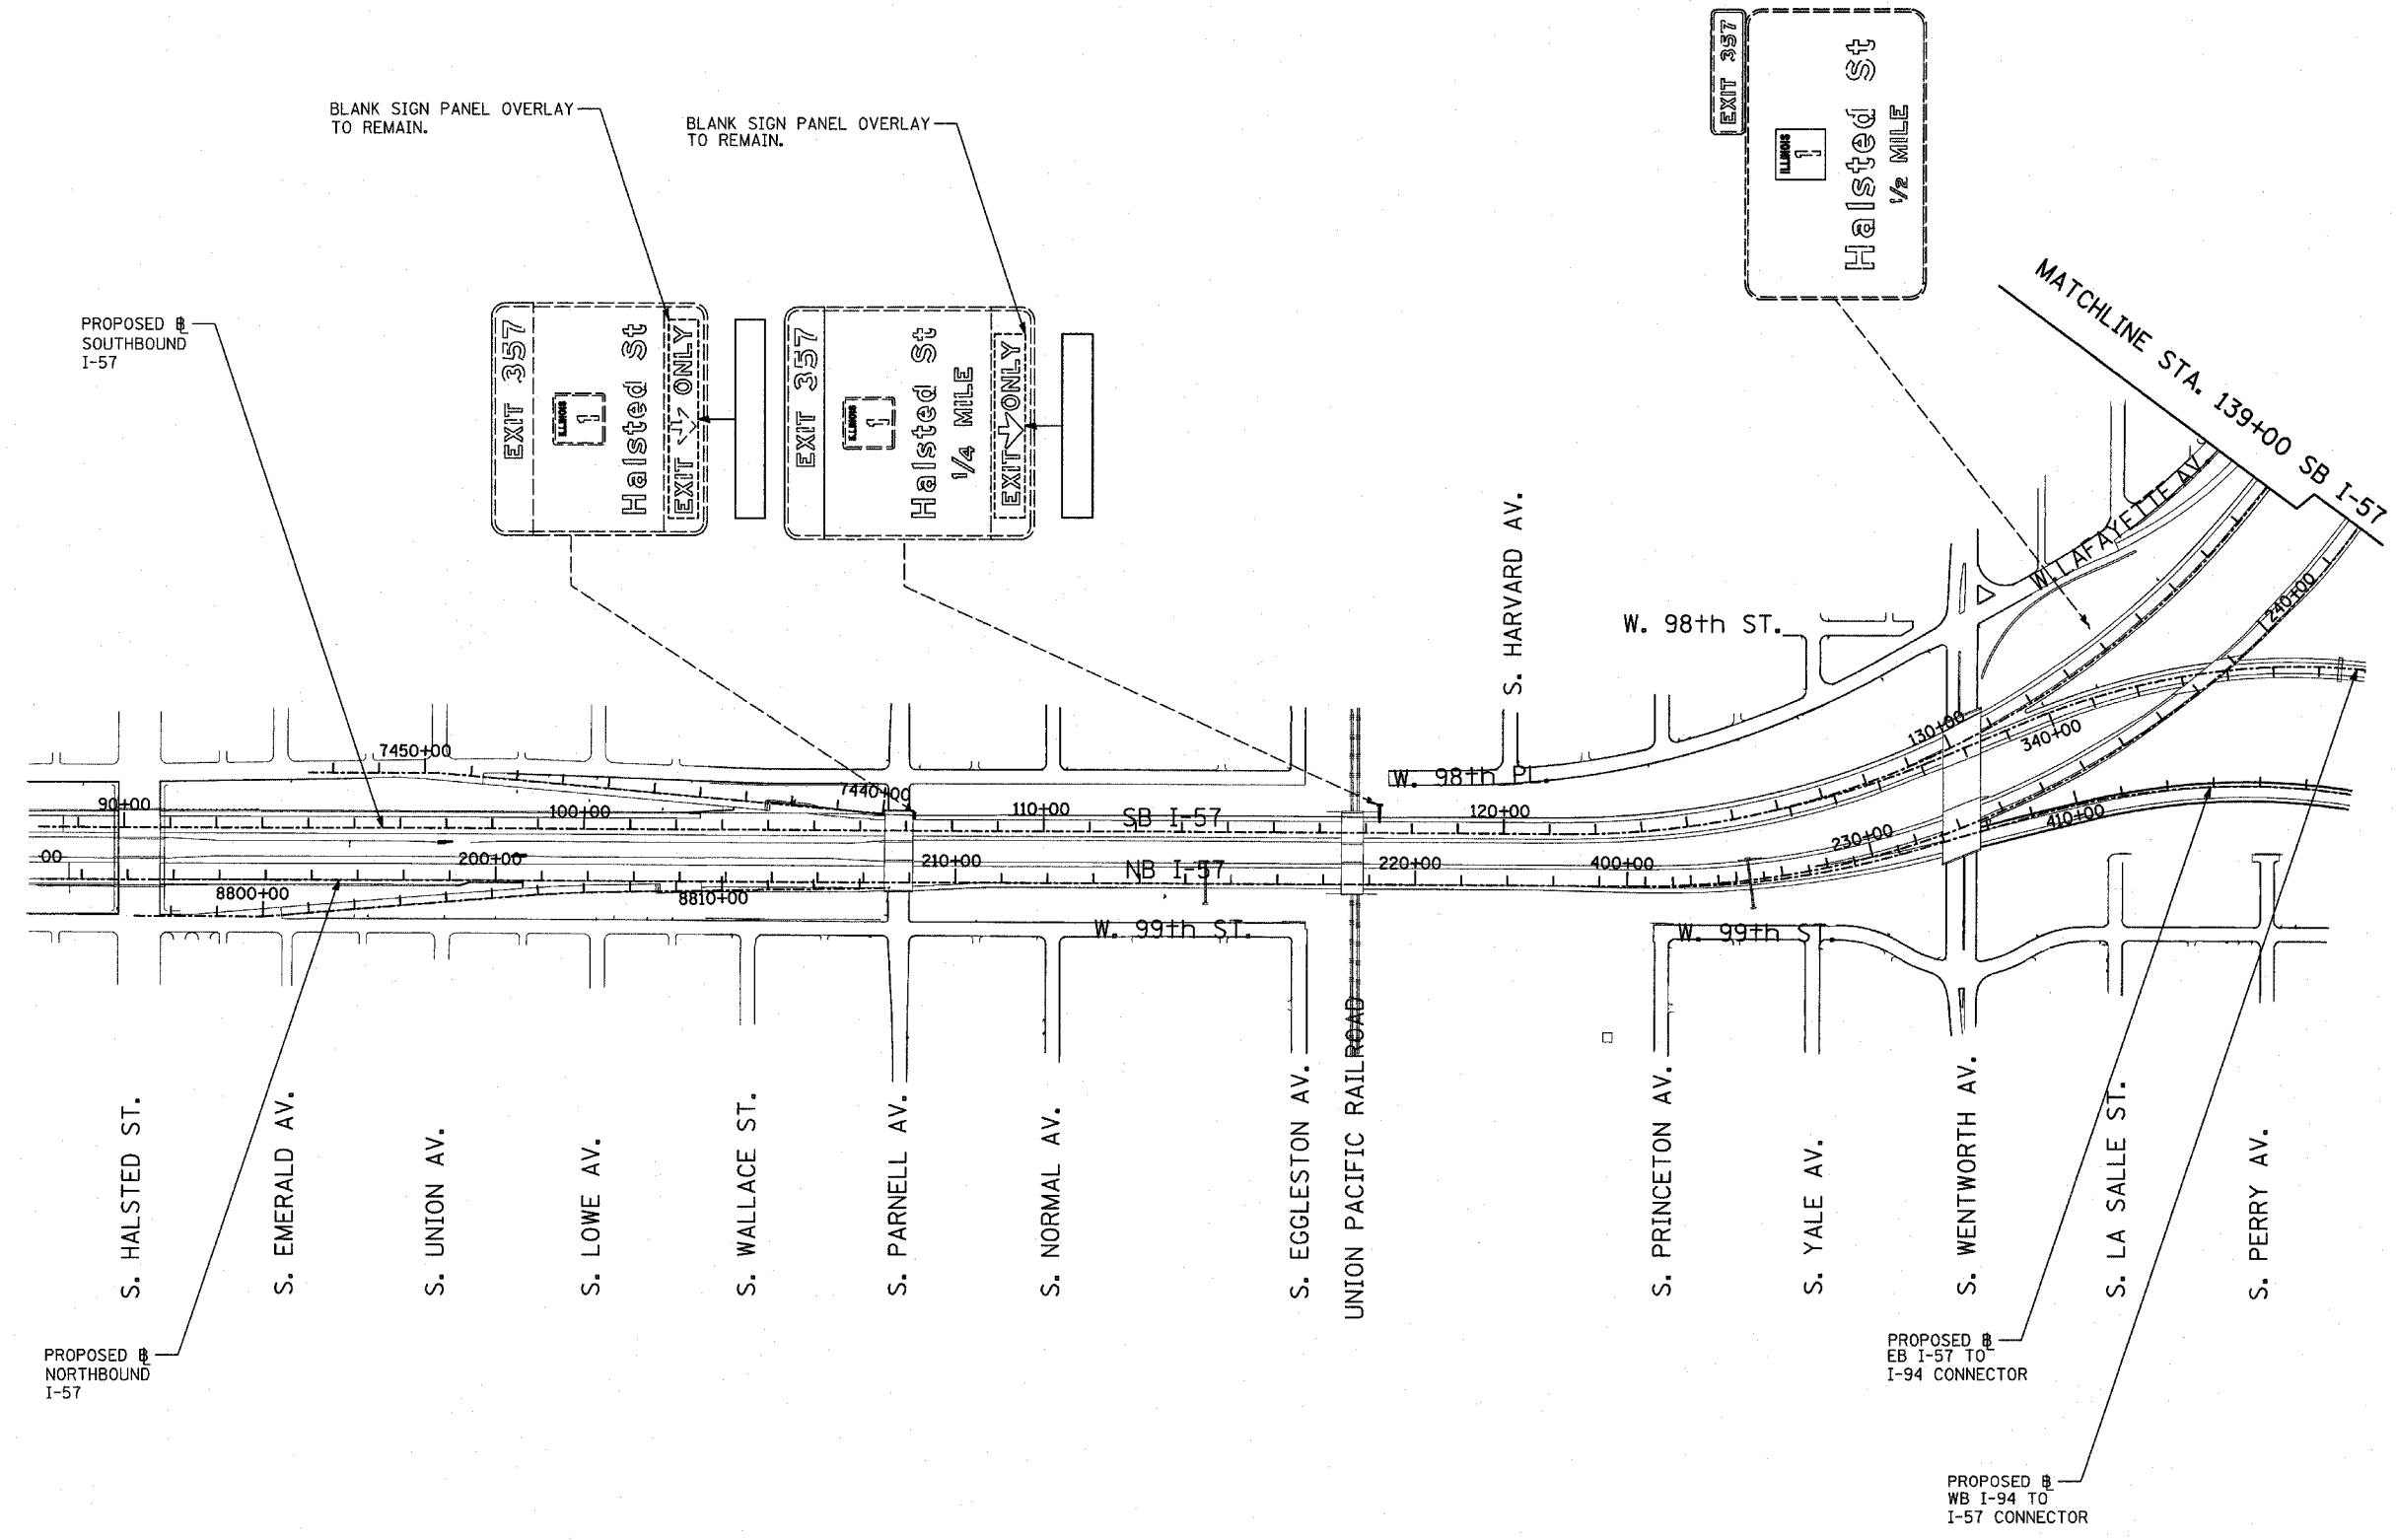 EXIT 357
ILLINOIS
1
Halsted St
1/2 MILE
BLANK SIGN PANEL OVERLAY
TO REMAIN.
BLANK SIGN PANEL OVERLAY
TO REMAIN.
MATCHLINE STA. 139+00 SB I-57
PROPOSED ℄
SOUTHBOUND
I-57
EXIT 357
ILLINOIS
1
Halsted St
EXIT ONLY
EXIT 357
ILLINOIS
1
Halsted St
1/4 MILE
EXIT ONLY
S. HARVARD AV.
W. 98th ST.
W. LAFAYETTE AV.
240+00
130+00
340+00
7450+00
7440+00
W. 98th PL.
90+00
100+00
110+00
SB I-57
120+00
230+00
410+00
-00
200+00
210+00
NB I-57
220+00
400+00
8800+00
8810+00
W. 99th ST.
W. 99th ST.
S. HALSTED ST.
S. EMERALD AV.
S. UNION AV.
S. LOWE AV.
S. WALLACE ST.
S. PARNELL AV.
S. NORMAL AV.
S. EGGLESTON AV.
UNION PACIFIC RAILROAD
S. PRINCETON AV.
S. YALE AV.
S. WENTWORTH AV.
S. LA SALLE ST.
S. PERRY AV.
PROPOSED ℄
NORTHBOUND
I-57
PROPOSED ℄
EB I-57 TO
I-94 CONNECTOR
PROPOSED ℄
WB I-94 TO
I-57 CONNECTOR